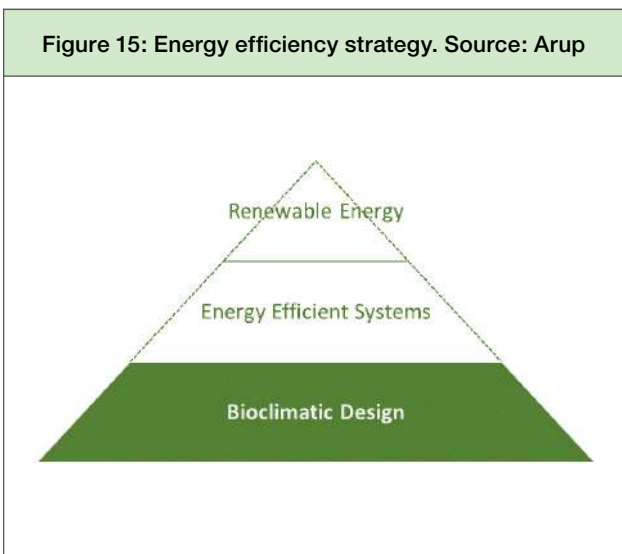 Figure 15: Energy efficiency strategy. Source: Arup
Renewable Energy
Energy Efficient Systems
Bioclimatic Design